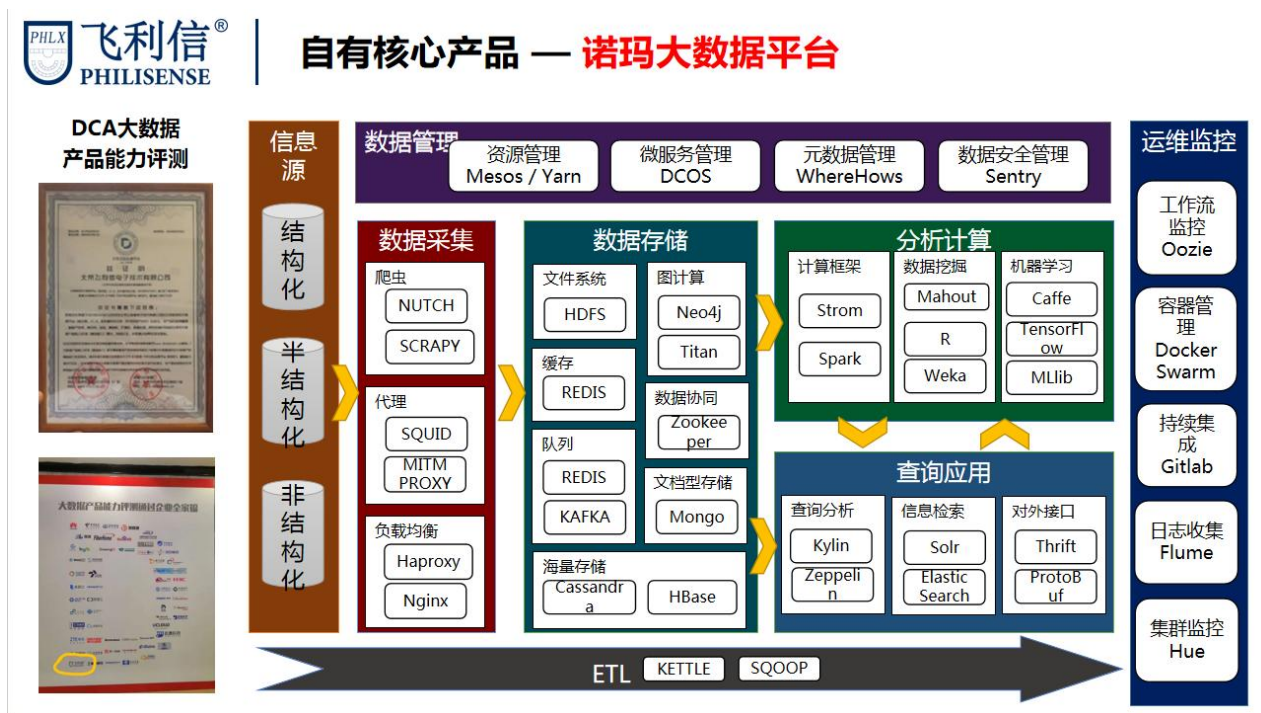 PHLX
飞利信®
PHILISENSE
自有核心产品 — 诺玛大数据平台
DCA大数据
产品能力评测
大数据产品能力评测通过企业全家福
信息
源
结
构
化
半
结
构
化
非
结
构
化
数据管理
资源管理
Mesos / Yarn
微服务管理
DCOS
元数据管理
WhereHows
数据安全管理
Sentry
数据采集
爬虫
NUTCH
SCRAPY
代理
SQUID
MITM
PROXY
负载均衡
Haproxy
Nginx
数据存储
文件系统
HDFS
缓存
REDIS
队列
REDIS
KAFKA
海量存储
Cassandr
a
HBase
图计算
Neo4j
Titan
数据协同
Zookee
per
文档型存储
Mongo
分析计算
计算框架
Strom
Spark
数据挖掘
Mahout
R
Weka
机器学习
Caffe
TensorFl
ow
MLlib
查询应用
查询分析
Kylin
Zeppeli
n
信息检索
Solr
Elastic
Search
对外接口
Thrift
ProtoB
uf
运维监控
工作流
监控
Oozie
容器管
理
Docker
Swarm
持续集
成
Gitlab
日志收集
Flume
集群监控
Hue
ETL
KETTLE
SQOOP